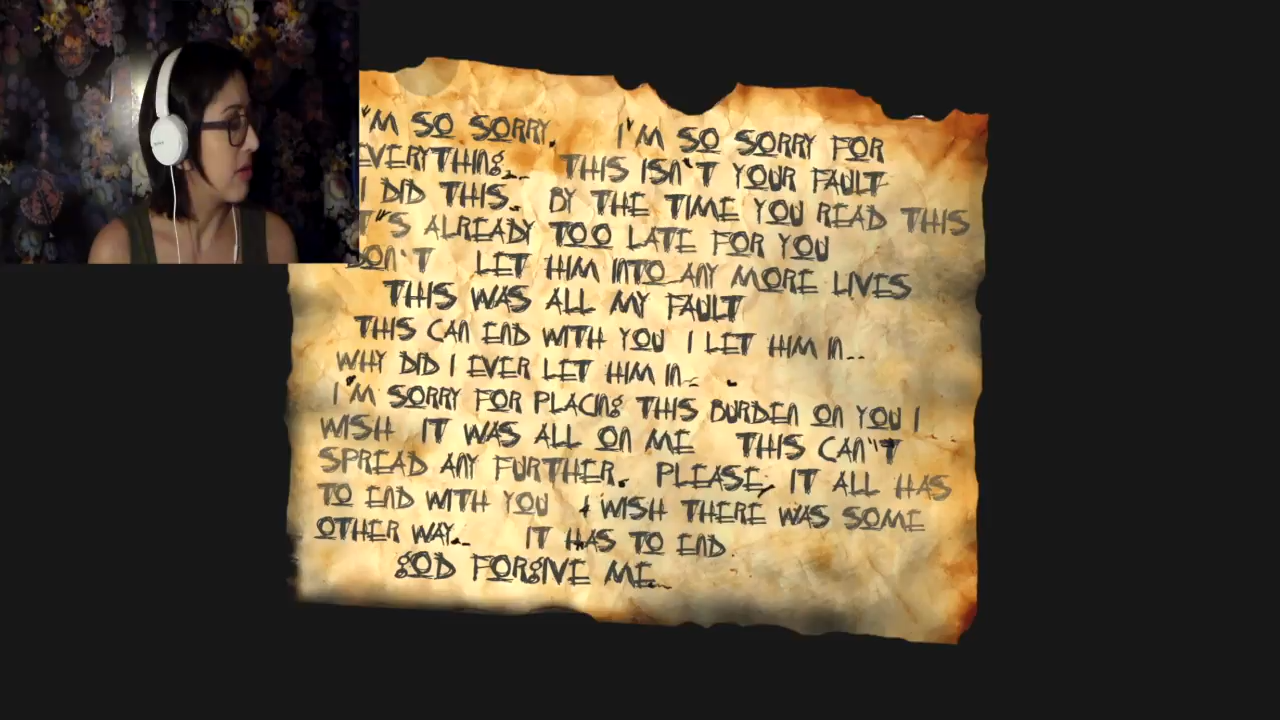 I"M SO SORRY.   I'M SO SORRY FOR
EVERYTHING... THIS ISN'T YOUR FAULT
I DID THIS.. BY THE TIME YOU READ THIS
IT"S ALREADY TOO LATE FOR YOU
DON'T LET HIM INTO ANY MORE LIVES
THIS WAS ALL MY FAULT
THIS CAN END WITH YOU I LET HIM IN...
WHY DID I EVER LET HIM IN...
I"M SORRY FOR PLACING THIS BURDEN ON YOU I
WISH IT WAS ALL ON ME THIS CAN"T
SPREAD ANY FURTHER. PLEASE, IT ALL HAS
TO END WITH YOU I WISH THERE WAS SOME
OTHER WAY... IT HAS TO END.
GOD FORGIVE ME...